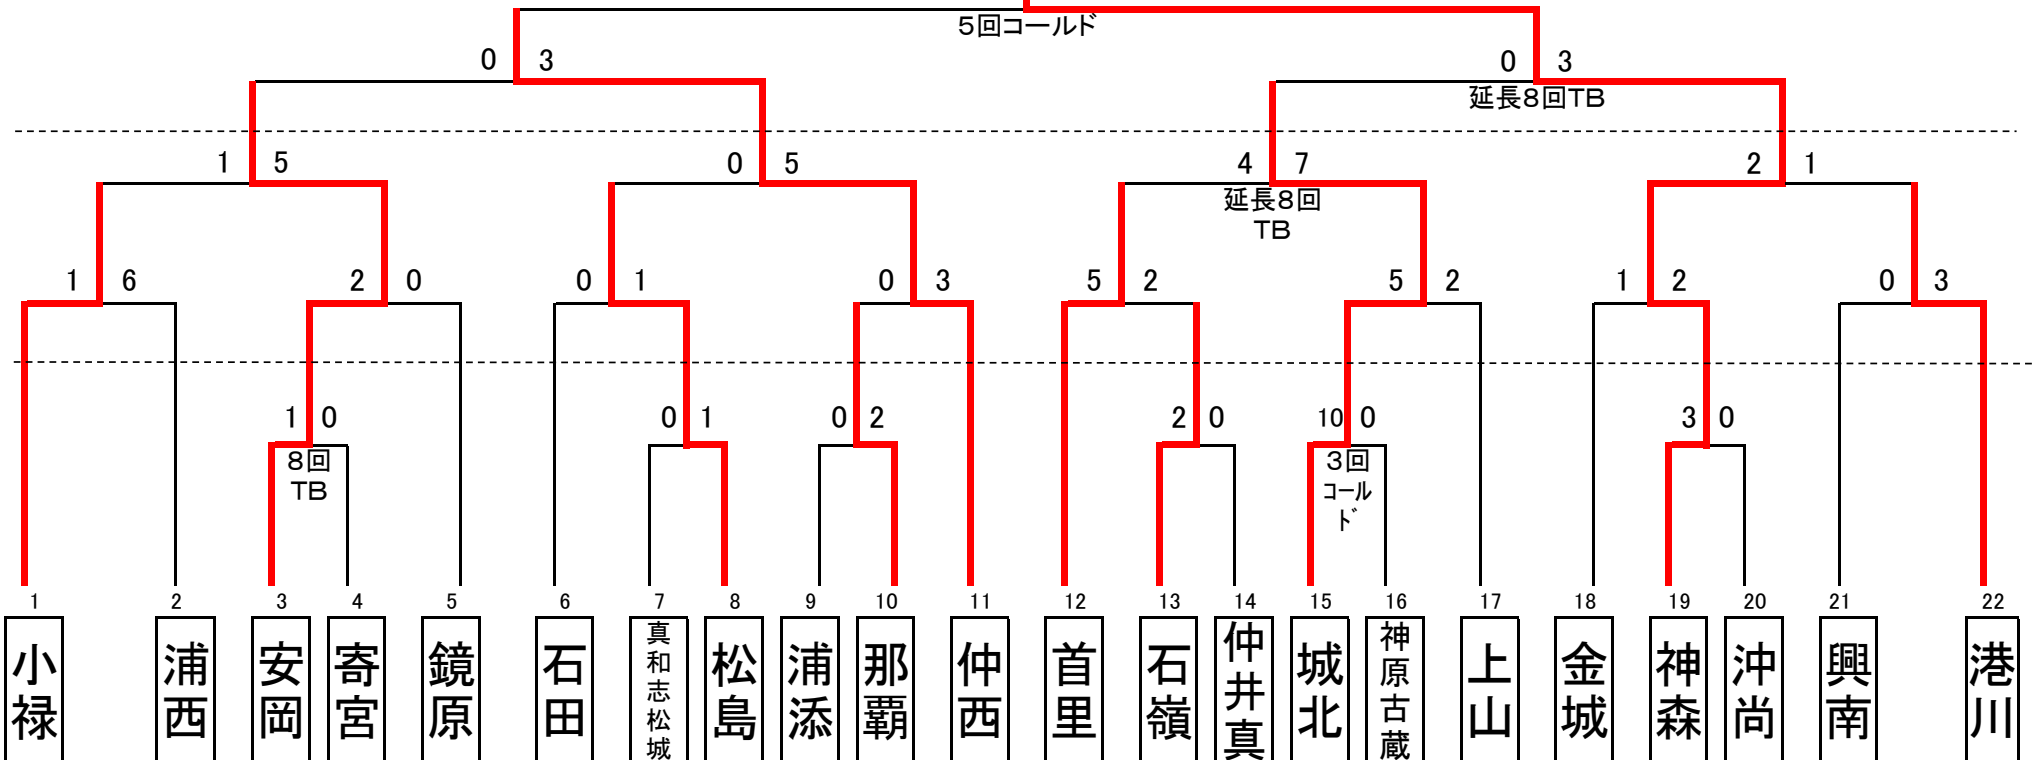 5回コールド
0 3
0 3
延長8回TB
1 5
0 5
4 7
2 1
延長8回
TB
1 6
2 0
0 1
0 3
5 2
5 2
1 2
0 3
1 0
0 1
0 2
2 0
10 0
3 0
8回
TB
3回
コール
ド
1 2 3 4 5 6 7 8 9 10 11 12 13 14 15 16 17 18 19 20 21 22
小禄
浦西
安岡
寄宮
鏡原
石田
真和志松城
松島
浦添
那覇
仲西
首里
石嶺
仲井真
城北
神原古蔵
上山
金城
神森
沖尚
興南
港川